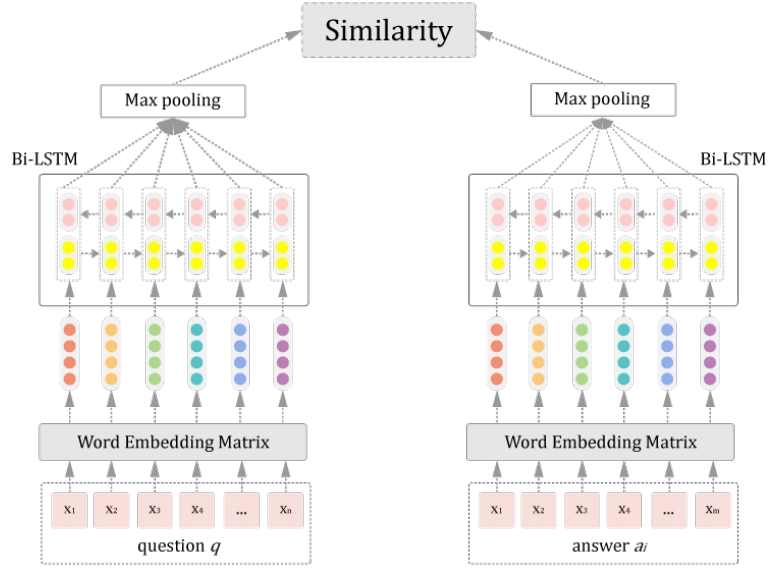 Similarity
Max pooling
Max pooling
Bi-LSTM
Bi-LSTM
Word Embedding Matrix
Word Embedding Matrix
x₁ x₂ x₃ x₄ ... xₙ
x₁ x₂ x₃ x₄ ... xₘ
question q
answer aᵢ